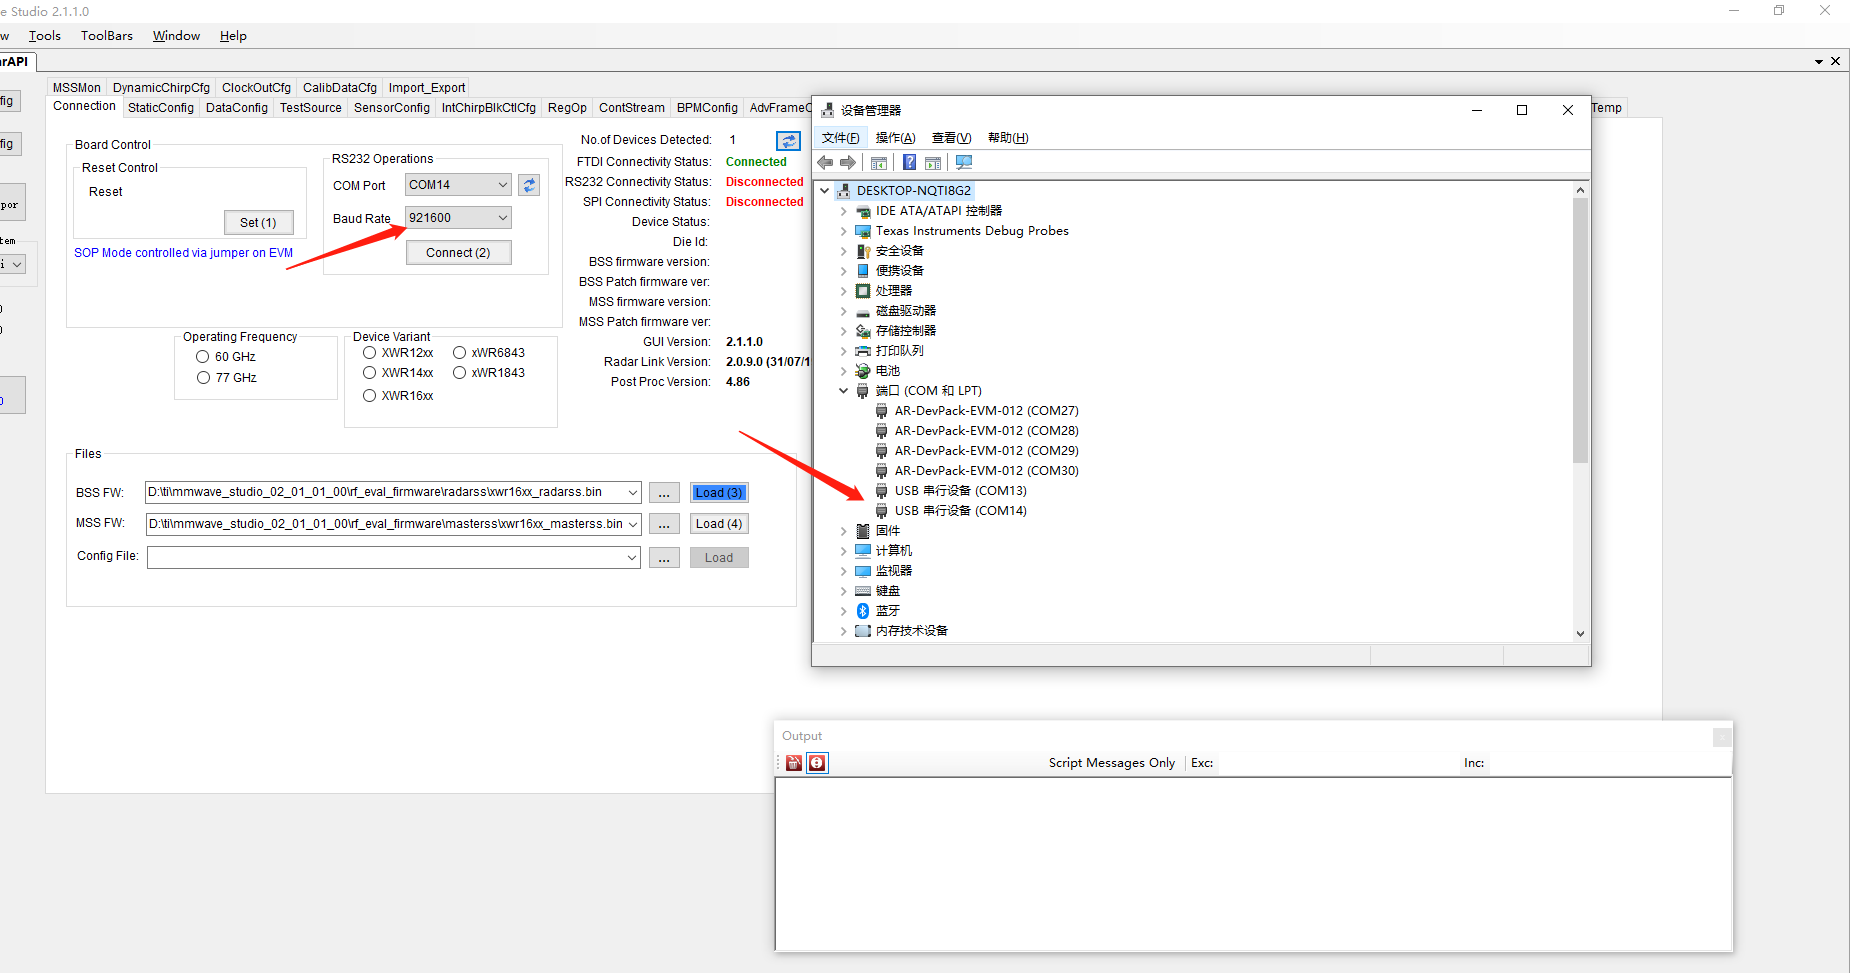 e Studio 2.1.1.0
w Tools ToolBars Window Help
arAPI
MSSMon DynamicChirpCfg ClockOutCfg CalibDataCfg Import_Export
Connection StaticConfig DataConfig TestSource SensorConfig IntChirpBlkCtlCfg RegOp ContStream BPMConfig AdvFrameC Temp
fig
fig
por
tem
i
0
0
0
Board Control
Reset Control
Reset
Set (1)
SOP Mode controlled via jumper on EVM
RS232 Operations
COM Port COM14
Baud Rate 921600
Connect (2)
No.of Devices Detected: 1
FTDI Connectivity Status: Connected
RS232 Connectivity Status: Disconnected
SPI Connectivity Status: Disconnected
Device Status:
Die Id:
BSS firmware version:
BSS Patch firmware ver:
MSS firmware version:
MSS Patch firmware ver:
GUI Version: 2.1.1.0
Radar Link Version: 2.0.9.0 (31/07/1
Post Proc Version: 4.86
Operating Frequency
60 GHz
77 GHz
Device Variant
XWR12xx xWR6843
XWR14xx xWR1843
XWR16xx
Files
BSS FW: D:\ti\mmwave_studio_02_01_01_00\rf_eval_firmware\radarss\xwr16xx_radarss.bin ... Load (3)
MSS FW: D:\ti\mmwave_studio_02_01_01_00\rf_eval_firmware\masterss\xwr16xx_masterss.bin ... Load (4)
Config File: ... Load
设备管理器
文件(F) 操作(A) 查看(V) 帮助(H)
DESKTOP-NQTI8G2
IDE ATA/ATAPI 控制器
Texas Instruments Debug Probes
安全设备
便携设备
处理器
磁盘驱动器
存储控制器
打印队列
电池
端口 (COM 和 LPT)
AR-DevPack-EVM-012 (COM27)
AR-DevPack-EVM-012 (COM28)
AR-DevPack-EVM-012 (COM29)
AR-DevPack-EVM-012 (COM30)
USB 串行设备 (COM13)
USB 串行设备 (COM14)
固件
计算机
监视器
键盘
蓝牙
内存技术设备
Output
Script Messages Only Exc: Inc: